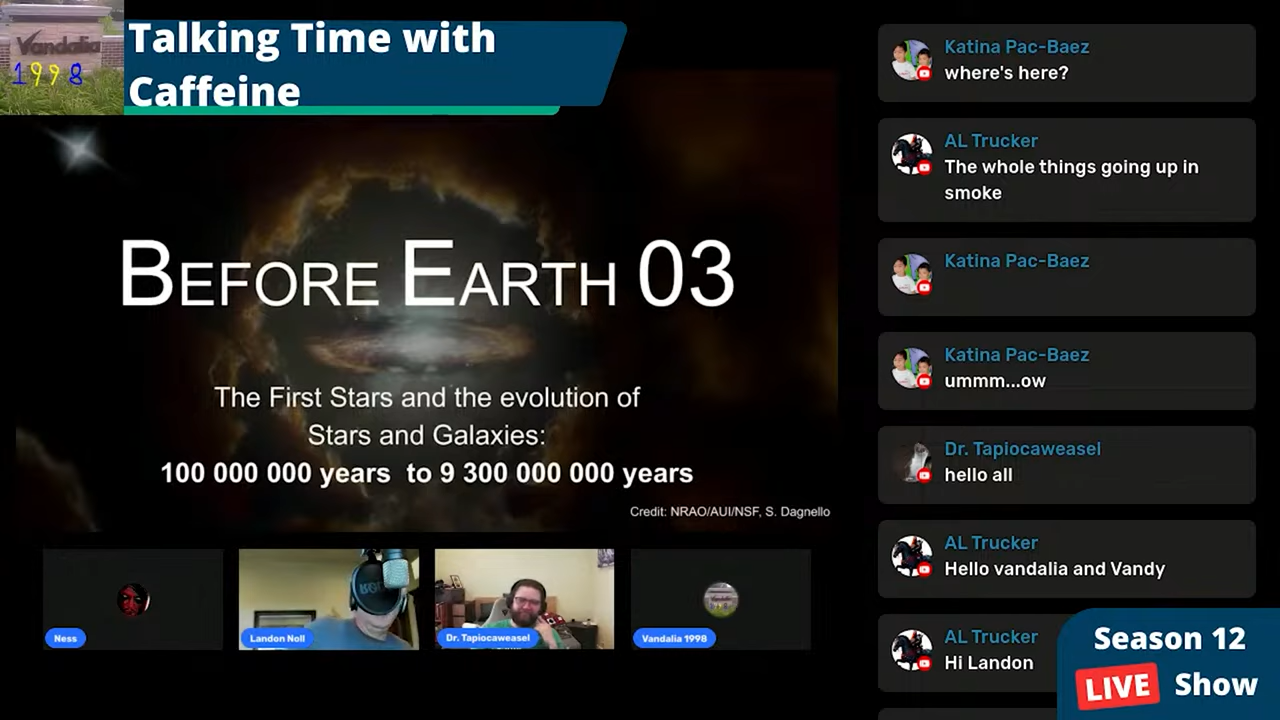 Vandalia
1998
Talking Time with
Caffeine
BEFORE EARTH 03
The First Stars and the evolution of
Stars and Galaxies:
100 000 000 years to 9 300 000 000 years
Credit: NRAO/AUI/NSF, S. Dagnello
Ness
Landon Noll
Dr. Tapiocaweasel
Vandalia 1998
Katina Pac-Baez
where's here?
AL Trucker
The whole things going up in
smoke
Katina Pac-Baez
Katina Pac-Baez
ummm...ow
Dr. Tapiocaweasel
hello all
AL Trucker
Hello vandalia and Vandy
AL Trucker
Hi Landon
Season 12
LIVE Show